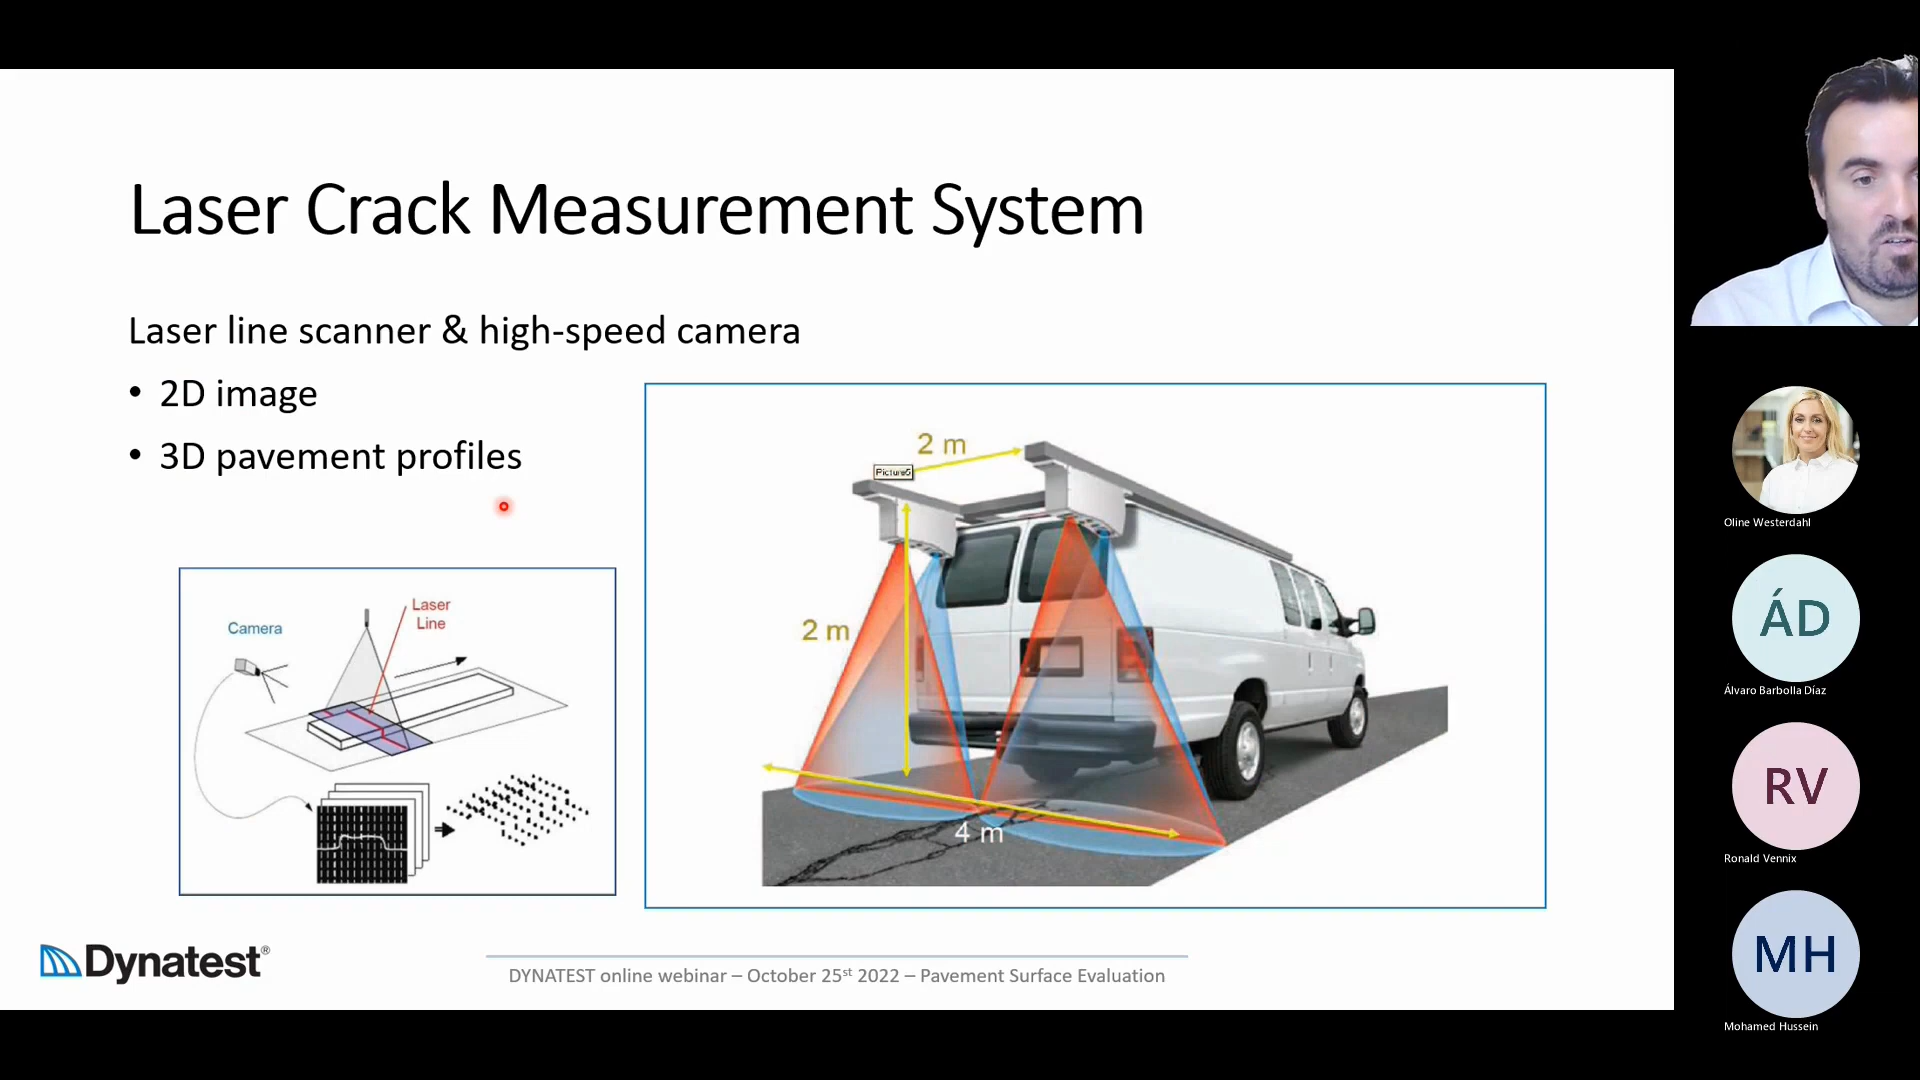 Laser Crack Measurement System
Laser line scanner & high-speed camera
• 2D image
• 3D pavement profiles
2 m
Picture5
2 m
4 m
Camera
Laser
Line
Dynatest®
DYNATEST online webinar – October 25st 2022 – Pavement Surface Evaluation
Oline Westerdahl
ÁD
Álvaro Barbolla Díaz
RV
Ronald Vennix
MH
Mohamed Hussein